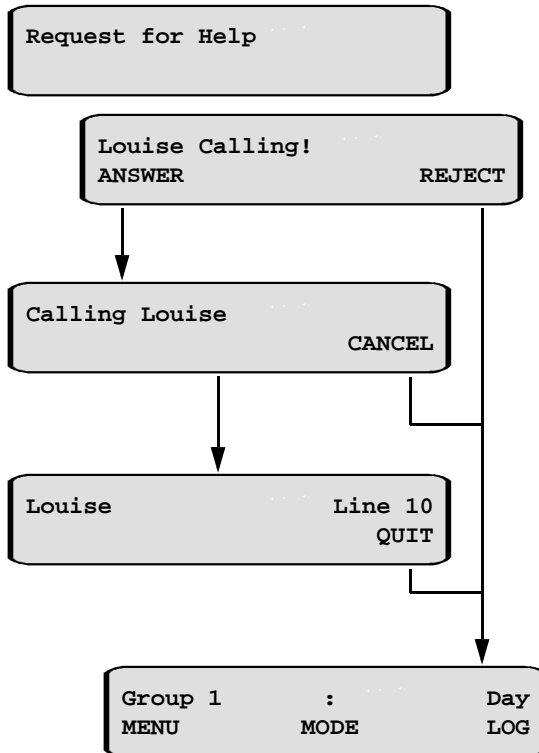 Request for Help
Louise Calling!
ANSWER REJECT
Calling Louise
CANCEL
Louise Line 10
QUIT
Group 1 : Day
MENU MODE LOG